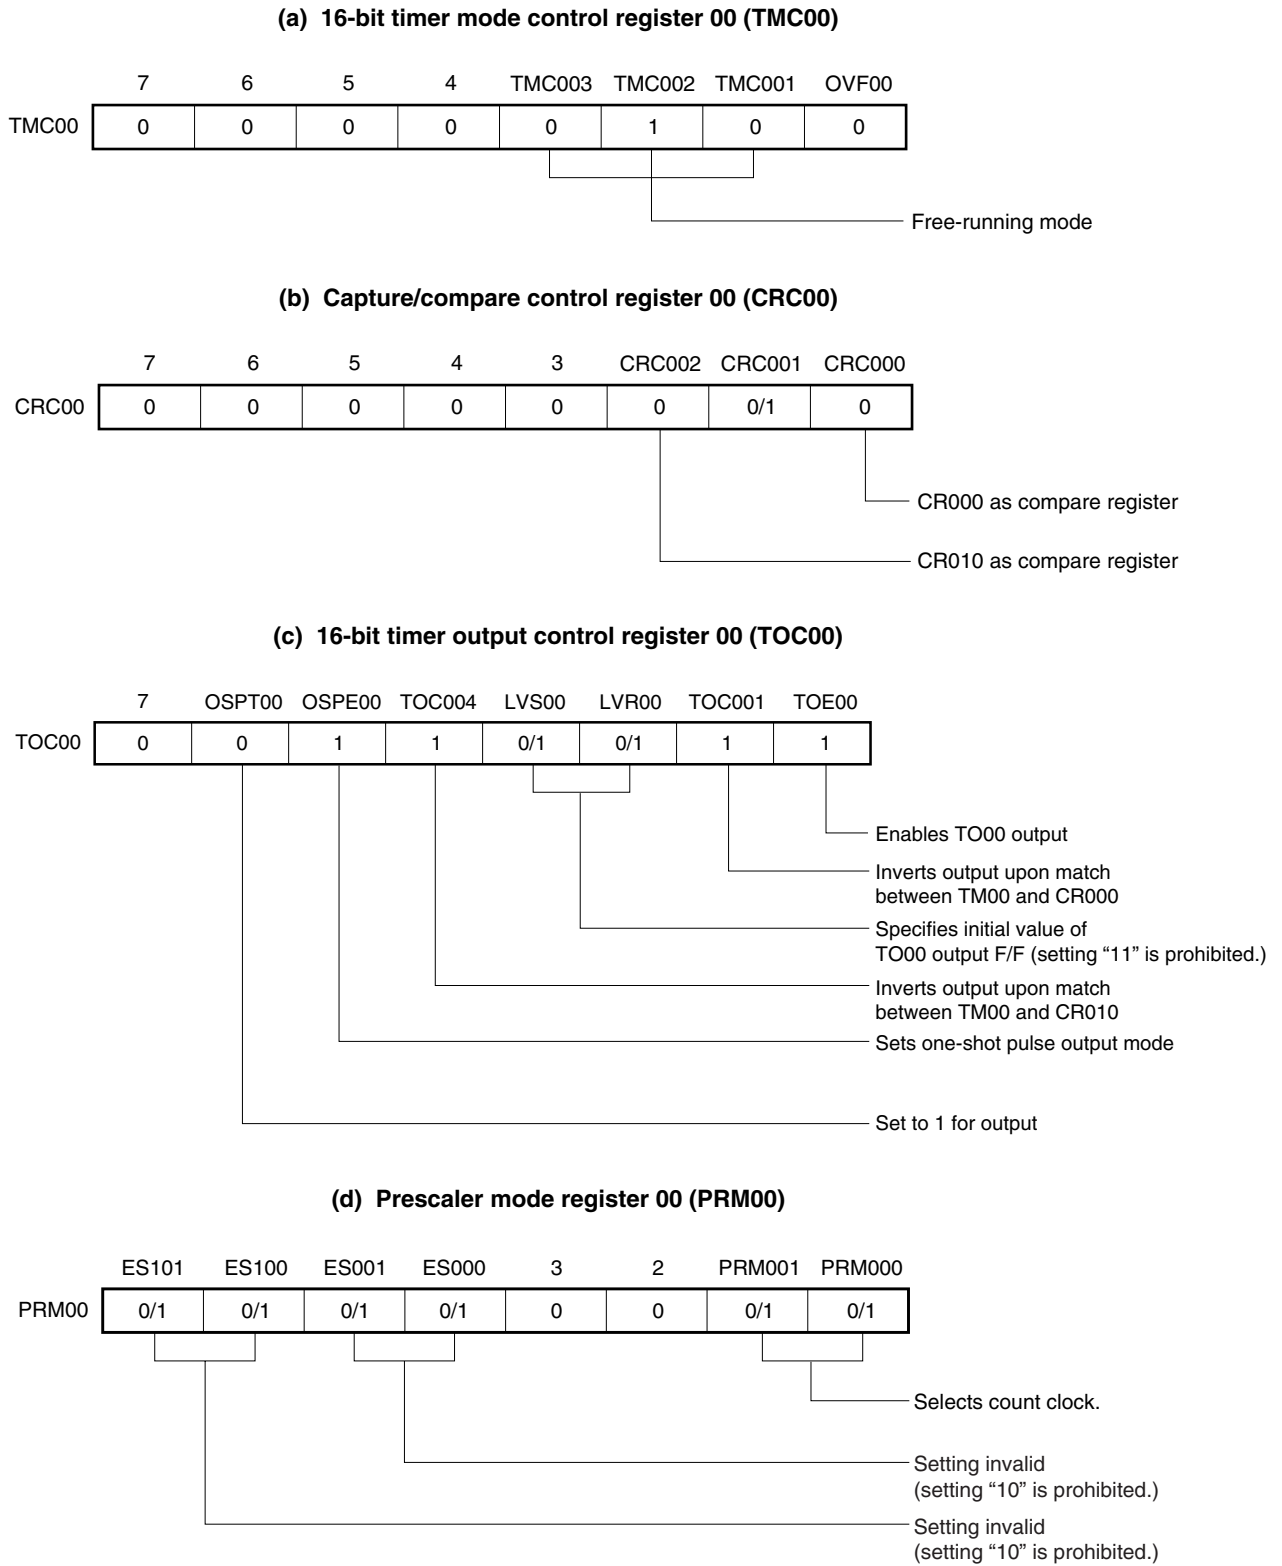 (a) 16-bit timer mode control register 00 (TMC00)
7 6 5 4 TMC003 TMC002 TMC001 OVF00
TMC00 0 0 0 0 0 1 0 0
Free-running mode
(b) Capture/compare control register 00 (CRC00)
7 6 5 4 3 CRC002 CRC001 CRC000
CRC00 0 0 0 0 0 0 0/1 0
CR000 as compare register
CR010 as compare register
(c) 16-bit timer output control register 00 (TOC00)
7 OSPT00 OSPE00 TOC004 LVS00 LVR00 TOC001 TOE00
TOC00 0 0 1 1 0/1 0/1 1 1
Enables TO00 output
Inverts output upon match
between TM00 and CR000
Specifies initial value of
TO00 output F/F (setting “11” is prohibited.)
Inverts output upon match
between TM00 and CR010
Sets one-shot pulse output mode
Set to 1 for output
(d) Prescaler mode register 00 (PRM00)
ES101 ES100 ES001 ES000 3 2 PRM001 PRM000
PRM00 0/1 0/1 0/1 0/1 0 0 0/1 0/1
Selects count clock.
Setting invalid
(setting “10” is prohibited.)
Setting invalid
(setting “10” is prohibited.)